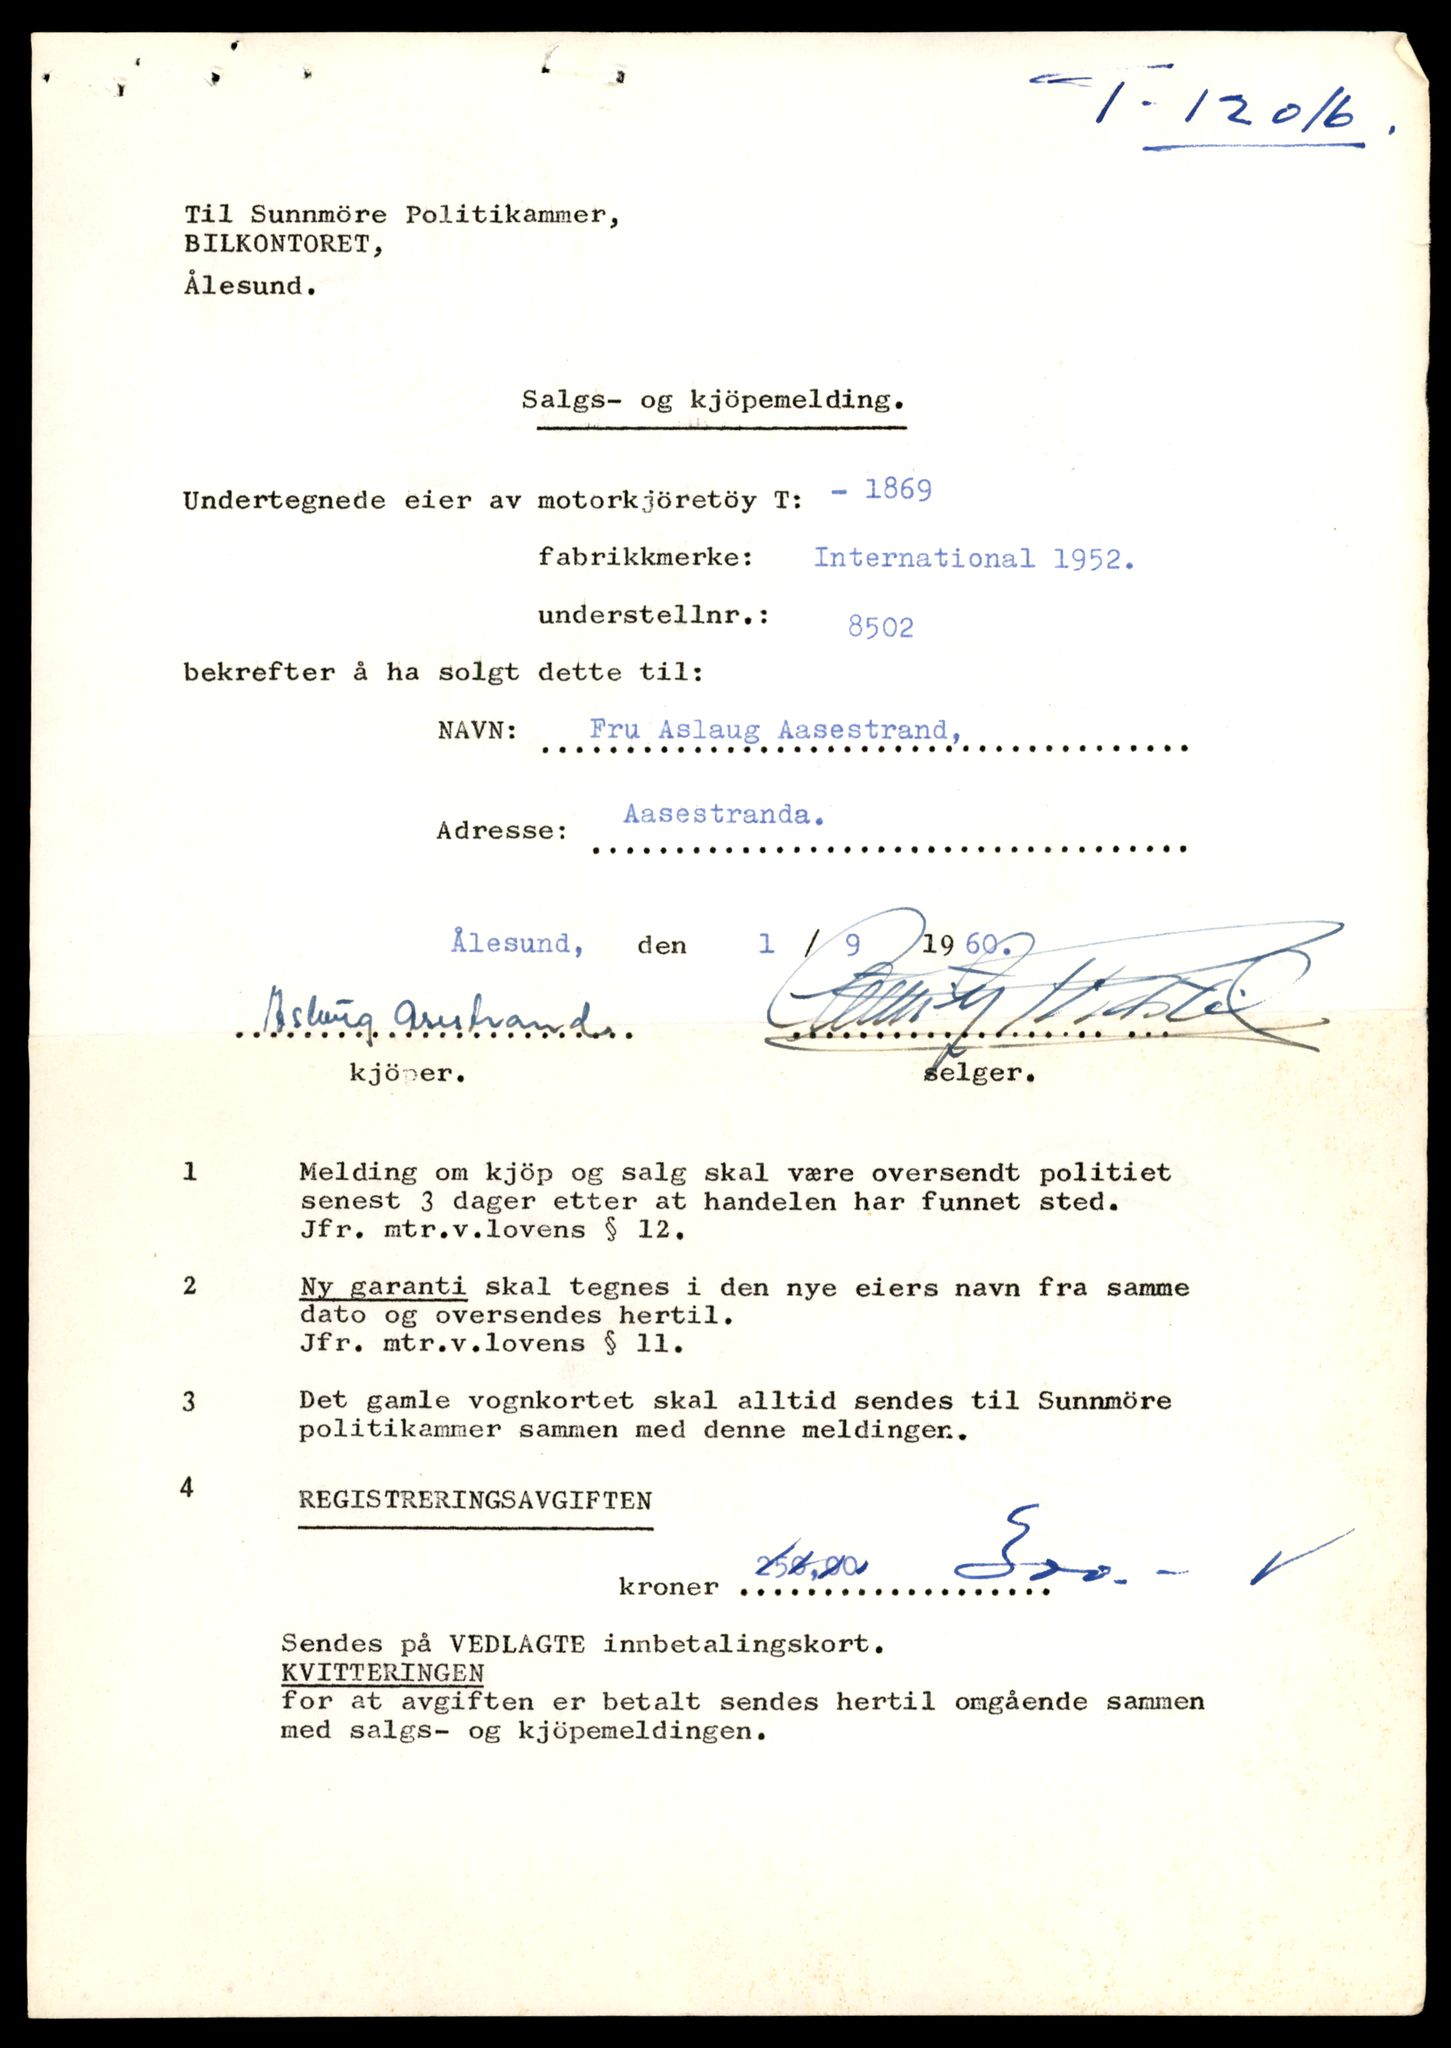 T-12016.
Til Sunnmöre Politikammer,
BILKONTORET,
Ålesund.
Salgs- og kjöpemelding.
Undertegnede eier av motorkjöretöy T: - 1869
fabrikkmerke: International 1952.
understellnr.: 8502
bekrefter å ha solgt dette til:
NAVN: Fru Aslaug Aasestrand,
Adresse: Aasestranda.
Ålesund, den 1 / 9 1960.
Aslaug Aasestrand
kjöper. selger.
1 Melding om kjöp og salg skal være oversendt politiet
senest 3 dager etter at handelen har funnet sted.
Jfr. mtr.v.lovens § 12.
2 Ny garanti skal tegnes i den nye eiers navn fra samme
dato og oversendes hertil.
Jfr. mtr.v.lovens § 11.
3 Det gamle vognkortet skal alltid sendes til Sunnmöre
politikammer sammen med denne meldingen.
4 REGISTRERINGSAVGIFTEN
kroner 250,00
Sendes på VEDLAGTE innbetalingskort.
KVITTERINGEN
for at avgiften er betalt sendes hertil omgående sammen
med salgs- og kjöpemeldingen.